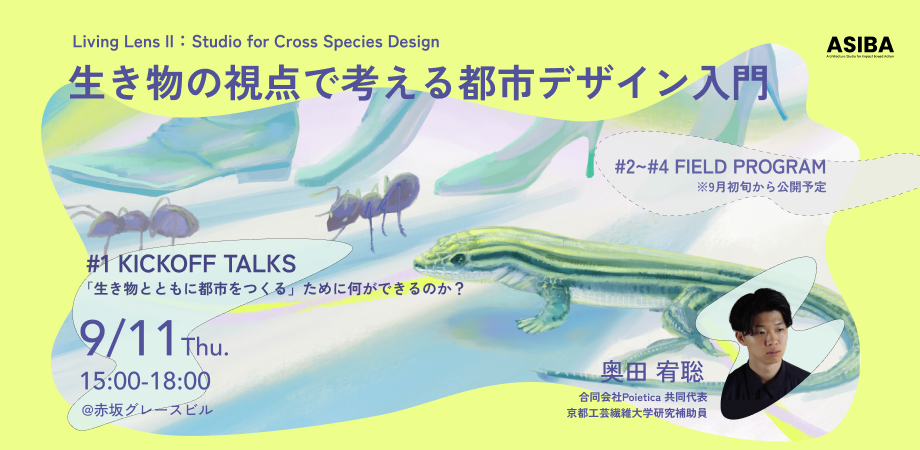 Living Lens II：Studio for Cross Species Design
ASIBA
Architecture Studio for Impact Based Action
生き物の視点で考える都市デザイン入門
#2~#4 FIELD PROGRAM
※9月初旬から公開予定
#1 KICKOFF TALKS
「生き物とともに都市をつくる」ために何ができるのか？
9/11Thu.
15:00-18:00
@赤坂グレースビル
奥田 宥聡
合同会社Poietica 共同代表
京都工芸繊維大学研究補助員